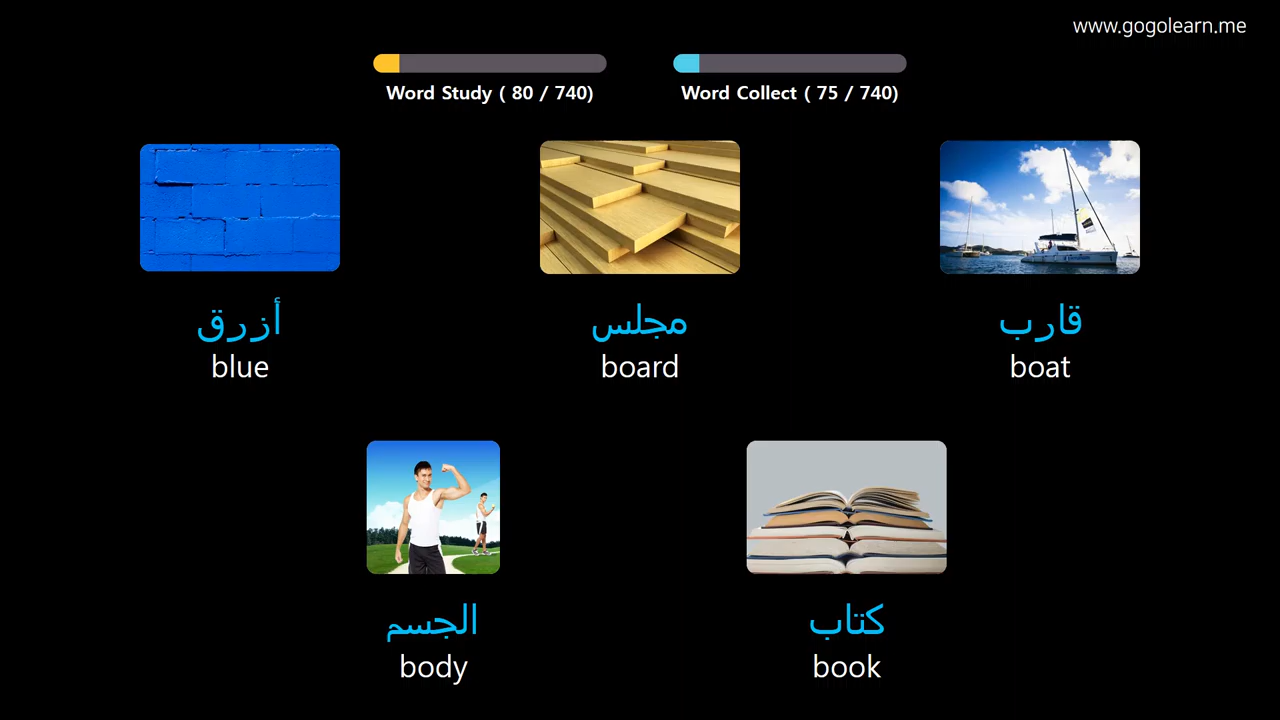 www.gogolearn.me
Word Study ( 80 / 740)
Word Collect ( 75 / 740)
أزرق
blue
مجلس
board
قارب
boat
الجسم
body
كتاب
book